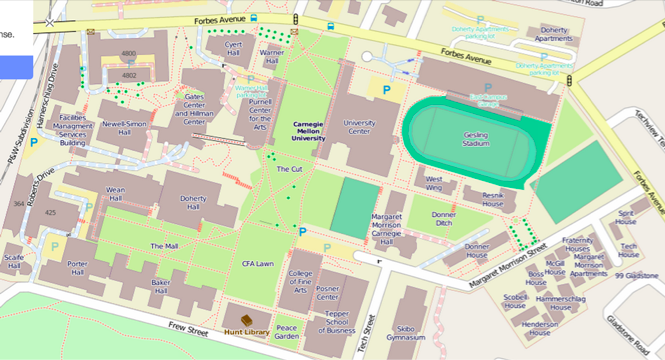 nse.
Forbes Avenue
Cyert
Hall
Warner
Hall
4800
4802
Hamerschlag Drive
P&W Subdivision
Facilities
Managment
Services
Building
Newell-Simon
Hall
Gates
Center
and Hillman
Center
Purnell
Center
for the
Arts
Carnegie
Mellon
University
University
Center
Forbes Avenue
Doherty Apartments
parking lot
Doherty
Apartments
Doherty Apartments
parking lot
Gesling
Stadium
P
P
P
P
P
P
P
P
P
Roberts Drive
364
425
Wean
Hall
Doherty
Hall
The Cut
West
Wing
Resnik
House
Donner
Ditch
Margaret
Morrison
Carnegie
Hall
Donner
House
Margaret Morrison Street
Forbes Avenue
Scaife
Hall
Porter
Hall
The Mall
Baker
Hall
CFA Lawn
College
of Fine
Arts
Posner
Center
Tepper
School
of Buisness
Hunt Library
Peace
Garden
Frew Street
Tech Street
Skibo
Gymnasium
Sprit
House
Tech
House
99 Gladstone
Gladstone Road
Fraternity
Houses
Margaret
Morrison
Apartments
McGill
House
Boss
House
Scobell
House
Hammerschlag
House
Henderson
House